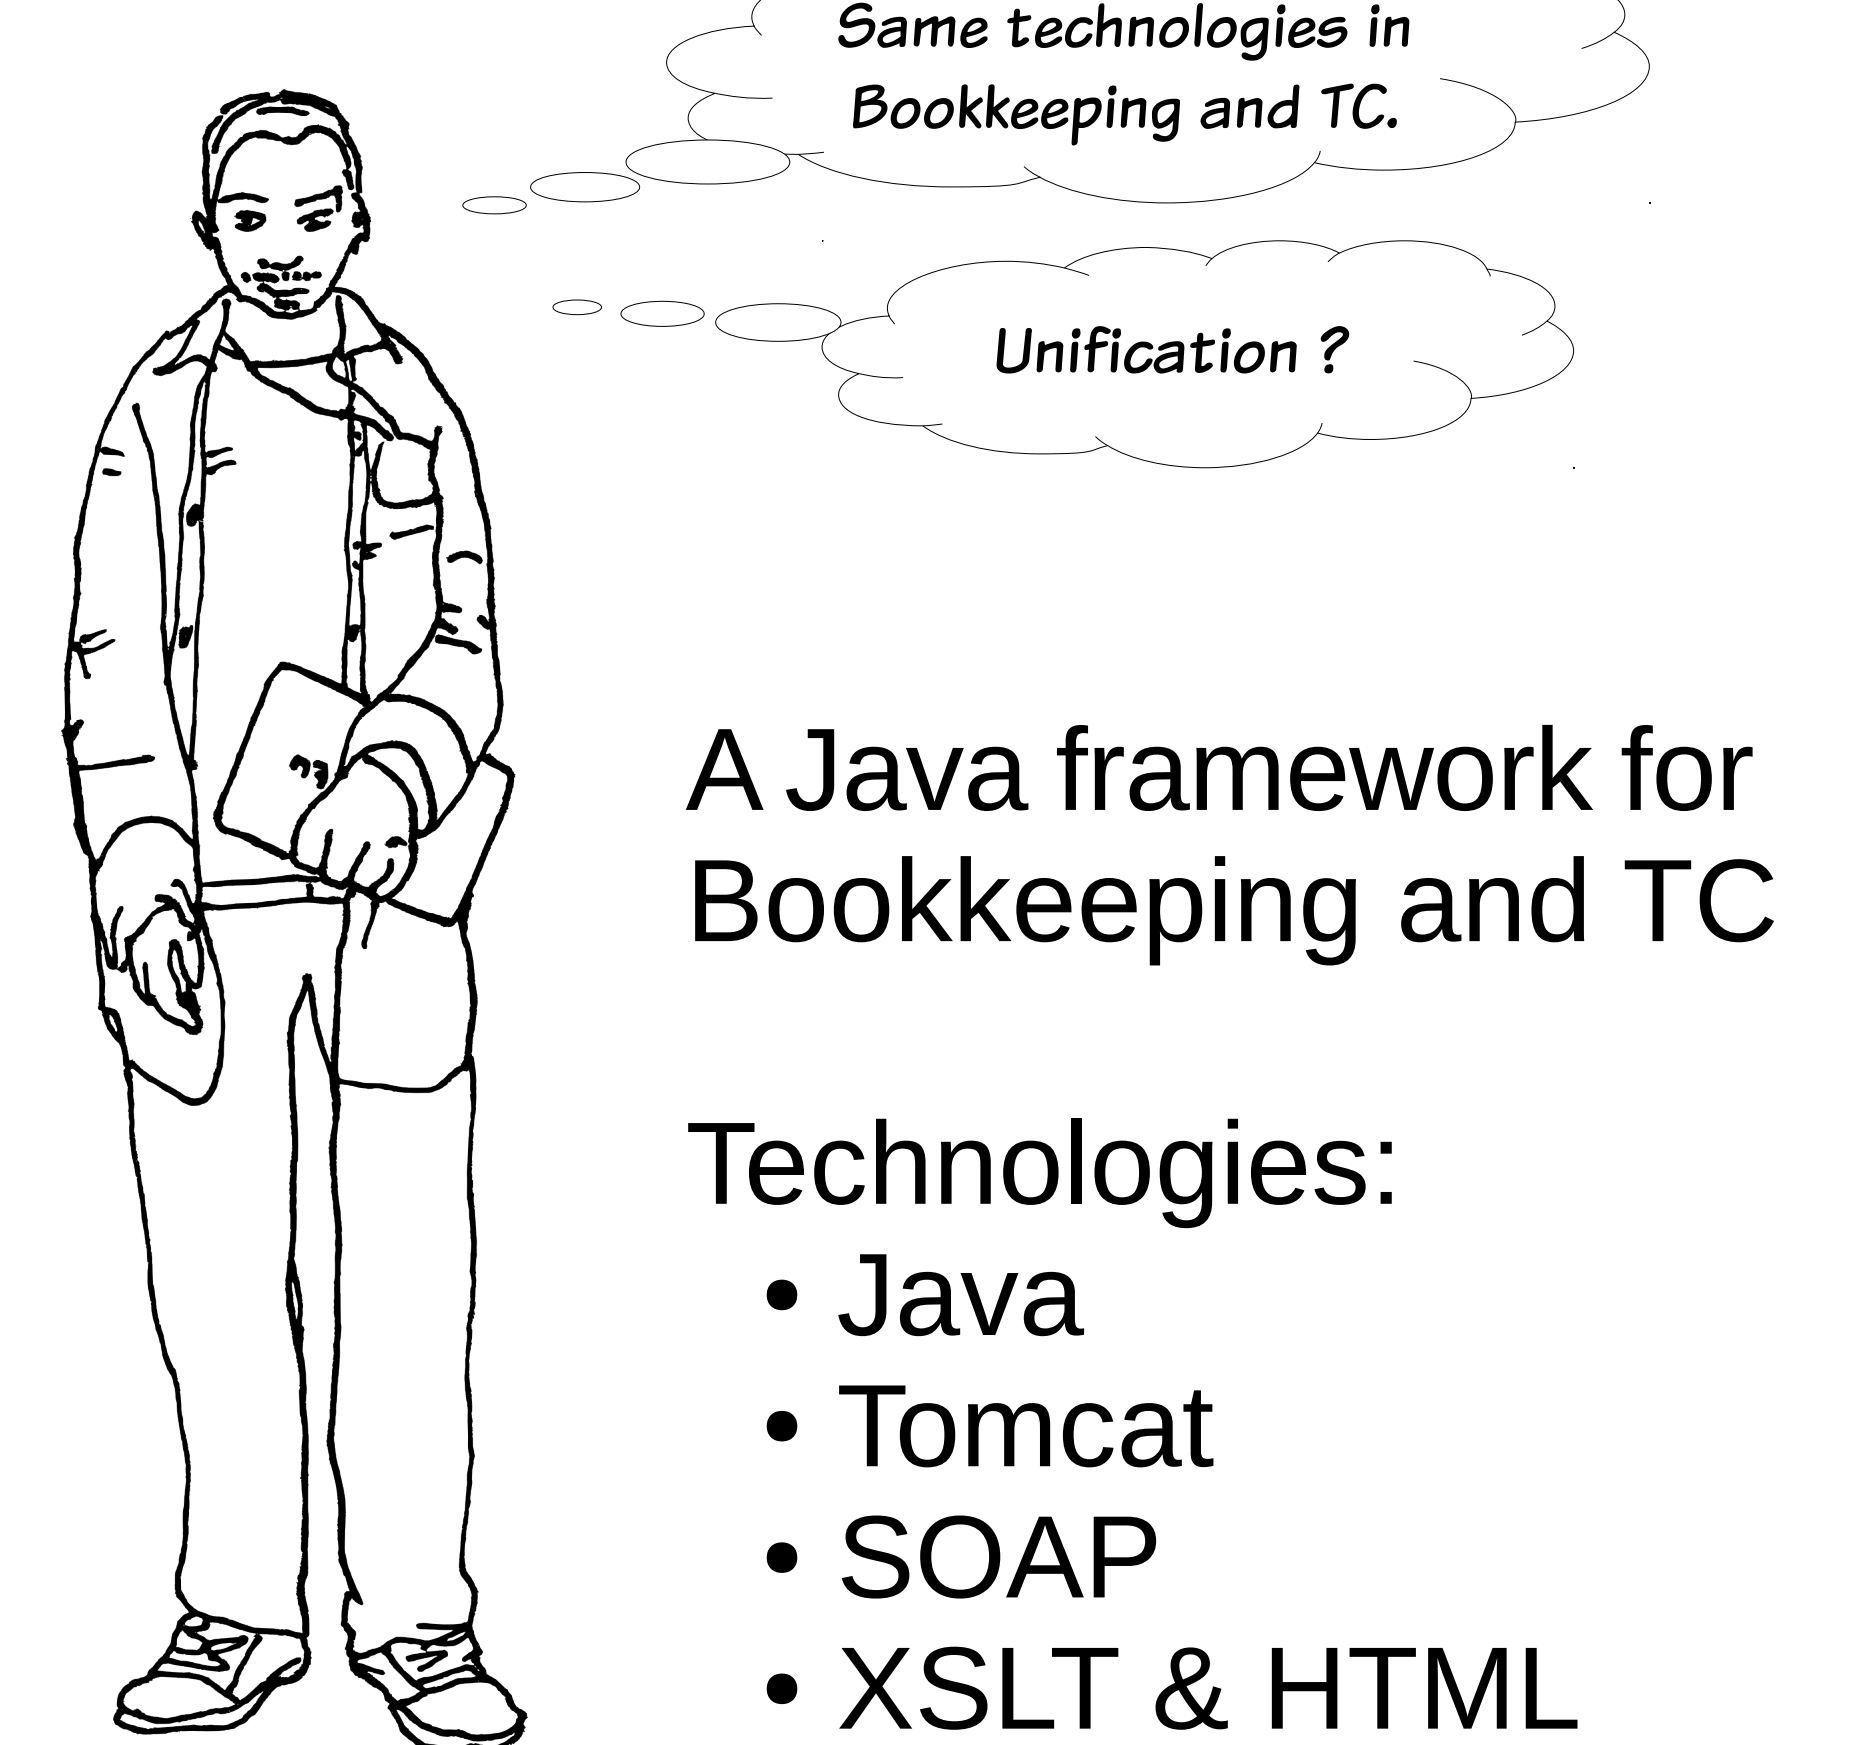 Same technologies in
Bookkeeping and TC.
Unification ?
A Java framework for
Bookkeeping and TC
Technologies:
• Java
• Tomcat
• SOAP
• XSLT & HTML